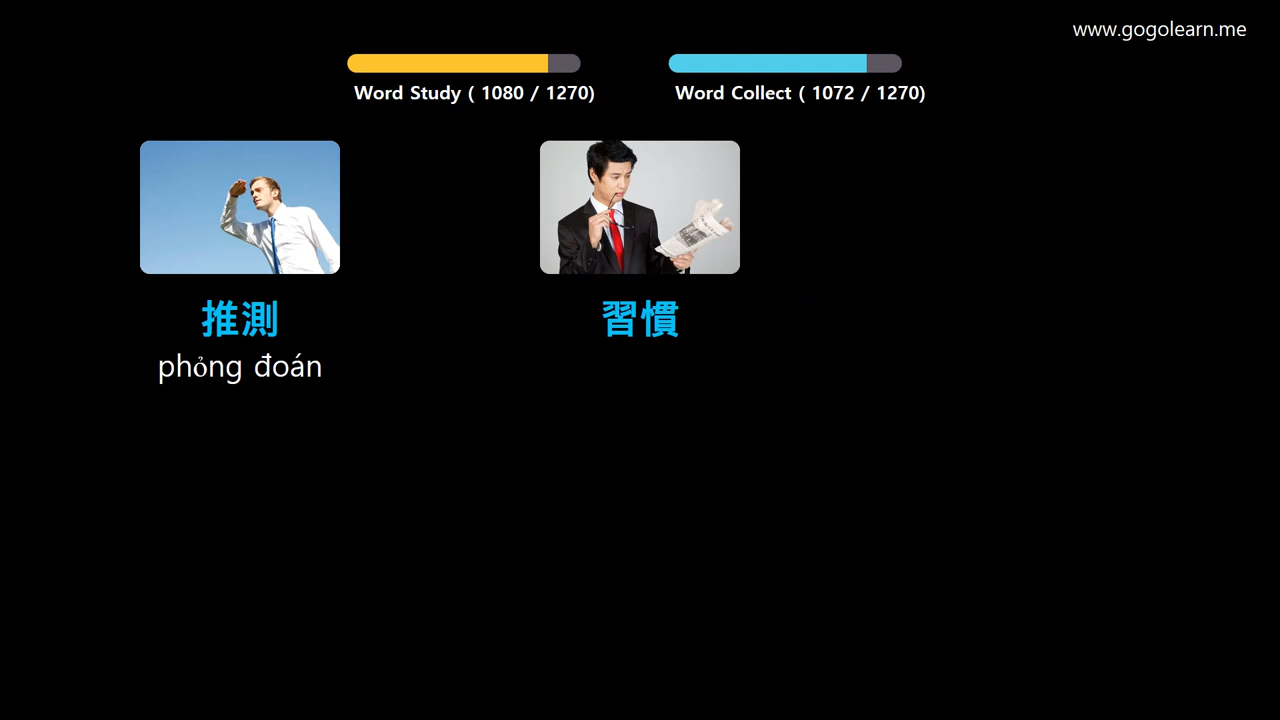 www.gogolearn.me
Word Study ( 1080 / 1270)
Word Collect ( 1072 / 1270)
推測
phỏng đoán
習慣